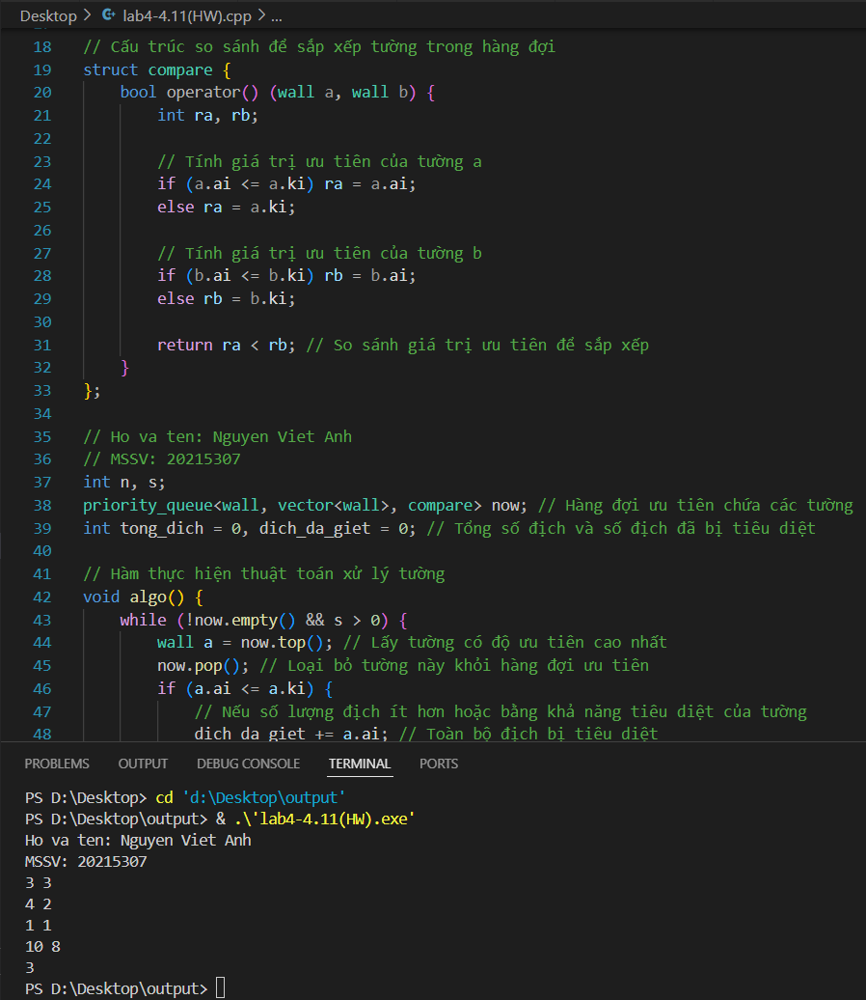 Desktop > lab4-4.11(HW).cpp > ...
18 // Cấu trúc so sánh để sắp xếp tường trong hàng đợi
19 struct compare {
20     bool operator() (wall a, wall b) {
21         int ra, rb;
22
23         // Tính giá trị ưu tiên của tường a
24         if (a.ai <= a.ki) ra = a.ai;
25         else ra = a.ki;
26
27         // Tính giá trị ưu tiên của tường b
28         if (b.ai <= b.ki) rb = b.ai;
29         else rb = b.ki;
30
31         return ra < rb; // So sánh giá trị ưu tiên để sắp xếp
32     }
33 };
34
35 // Ho va ten: Nguyen Viet Anh
36 // MSSV: 20215307
37 int n, s;
38 priority_queue<wall, vector<wall>, compare> now; // Hàng đợi ưu tiên chứa các tường
39 int tong_dich = 0, dich_da_giet = 0; // Tổng số địch và số địch đã bị tiêu diệt
40
41 // Hàm thực hiện thuật toán xử lý tường
42 void algo() {
43     while (!now.empty() && s > 0) {
44         wall a = now.top(); // Lấy tường có độ ưu tiên cao nhất
45         now.pop(); // Loại bỏ tường này khỏi hàng đợi ưu tiên
46         if (a.ai <= a.ki) {
47             // Nếu số lượng địch ít hơn hoặc bằng khả năng tiêu diệt của tường
48             dich_da_giet += a.ai; // Toàn bộ địch bị tiêu diệt
PROBLEMS OUTPUT DEBUG CONSOLE TERMINAL PORTS
PS D:\Desktop> cd 'd:\Desktop\output'
PS D:\Desktop\output> & .\'lab4-4.11(HW).exe'
Ho va ten: Nguyen Viet Anh
MSSV: 20215307
3 3
4 2
1 1
10 8
3
PS D:\Desktop\output>